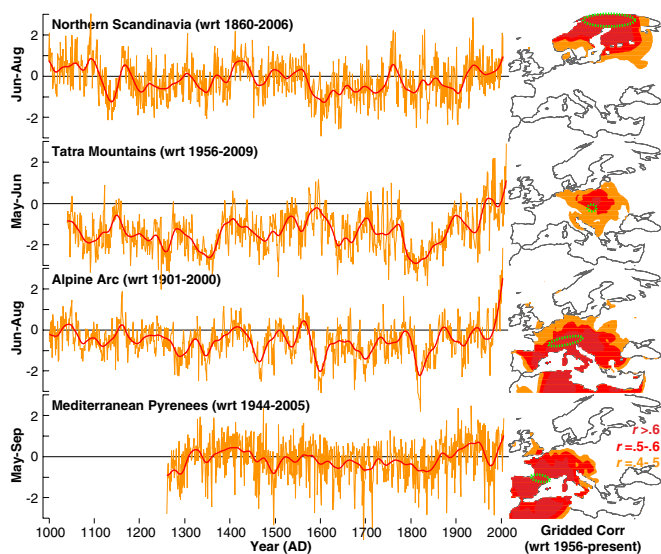 Northern Scandinavia (wrt 1860-2006)
Jun-Aug
2
0
-2
Tatra Mountains (wrt 1956-2009)
May-Jun
2
0
-2
Alpine Arc (wrt 1901-2000)
Jun-Aug
2
0
-2
Mediterranean Pyrenees (wrt 1944-2005)
May-Sep
2
0
-2
r >.6
r =.5-.6
r =.4-.5
1000 1100 1200 1300 1400 1500 1600 1700 1800 1900 2000
Year (AD)
Gridded Corr
(wrt 1956-present)